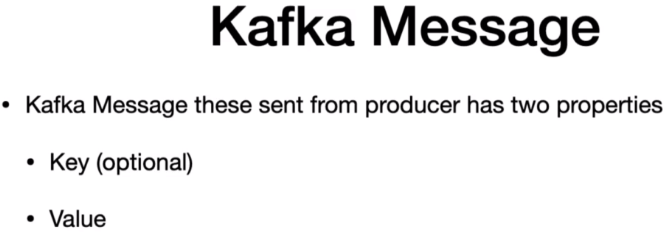 Kafka Message
• Kafka Message these sent from producer has two properties
• Key (optional)
• Value